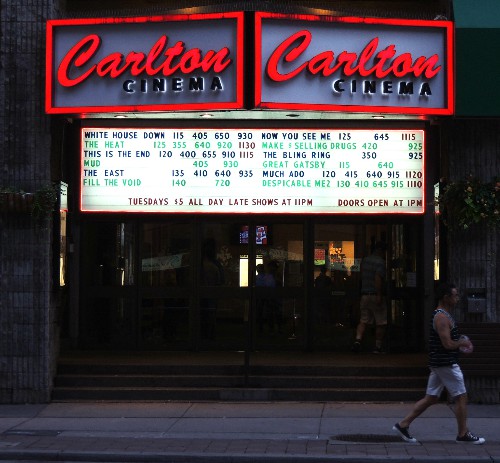 Carlton
CINEMA
Carlton
CINEMA
WHITE HOUSE DOWN 115 405 650 930
THE HEAT 125 355 640 920 1130
THIS IS THE END 120 400 655 910 1115
MUD 405 930
THE EAST 135 410 640 935
FILL THE VOID 140 720
NOW YOU SEE ME 125 645 1115
MAKE $ SELLING DRUGS 420 925
THE BLING RING 350 925
GREAT GATSBY 115 640
MUCH ADO 120 415 640 915 1120
DESPICABLE ME2 130 410 645 915 1110
TUESDAYS $5 ALL DAY LATE SHOWS AT 11PM DOORS OPEN AT 1PM